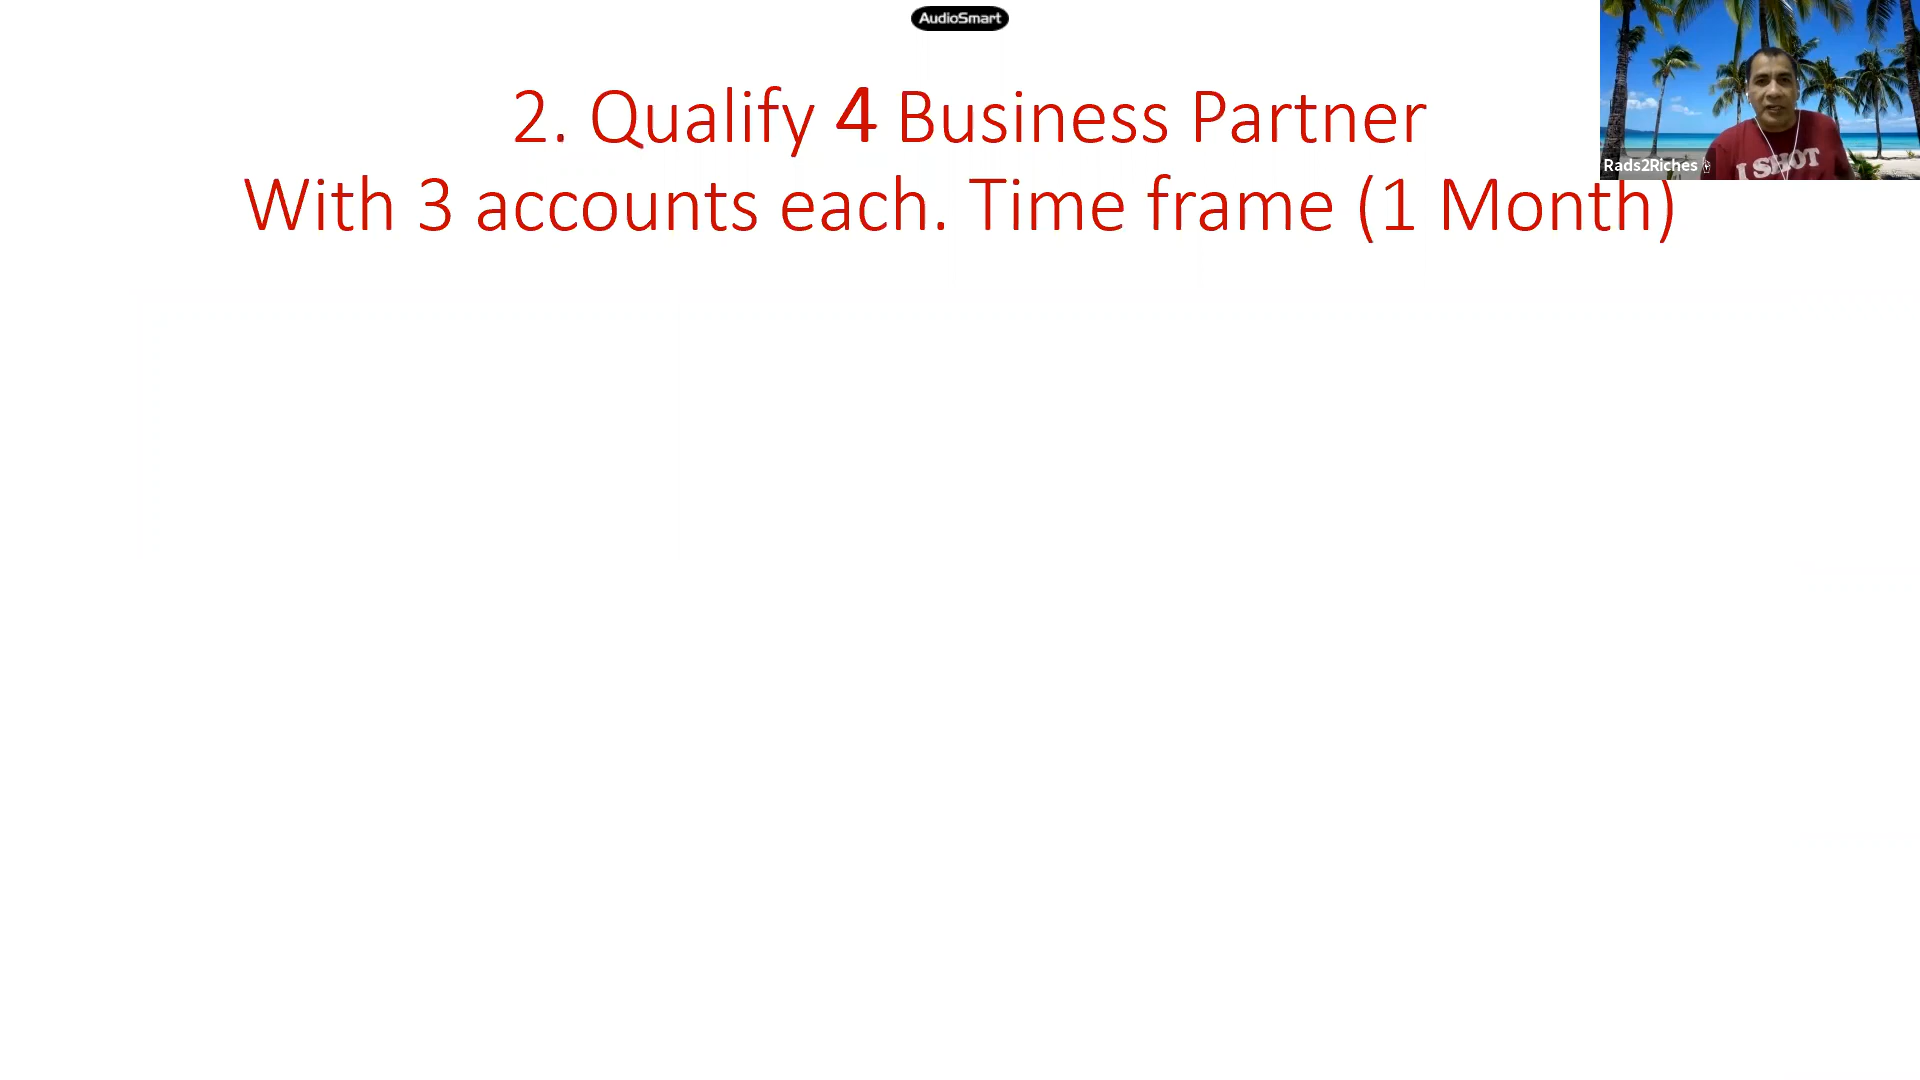 AudioSmart
2. Qualify 4 Business Partner
With 3 accounts each. Time frame (1 Month)
Rads2Riches
I SHOT